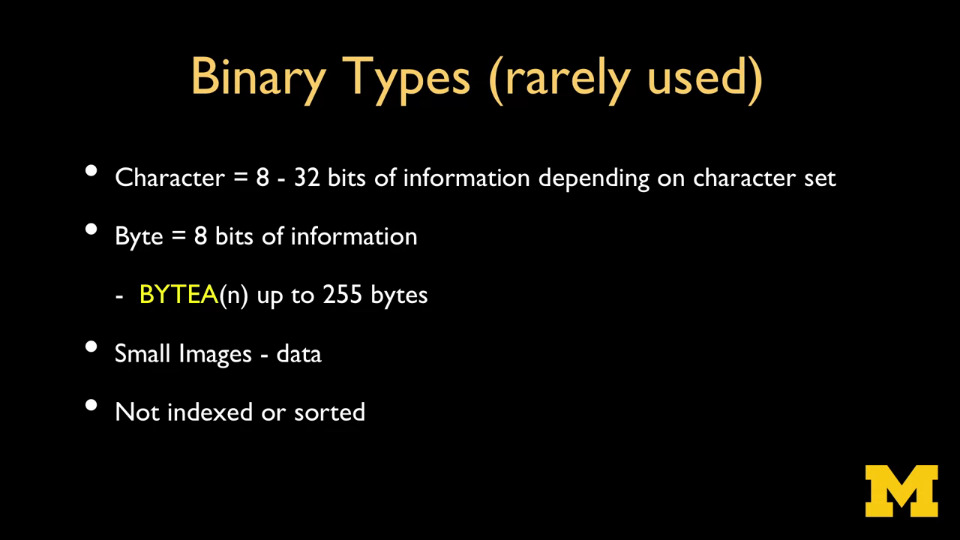 Binary Types (rarely used)
• Character = 8 - 32 bits of information depending on character set
• Byte = 8 bits of information
- BYTEA(n) up to 255 bytes
• Small Images - data
• Not indexed or sorted
M